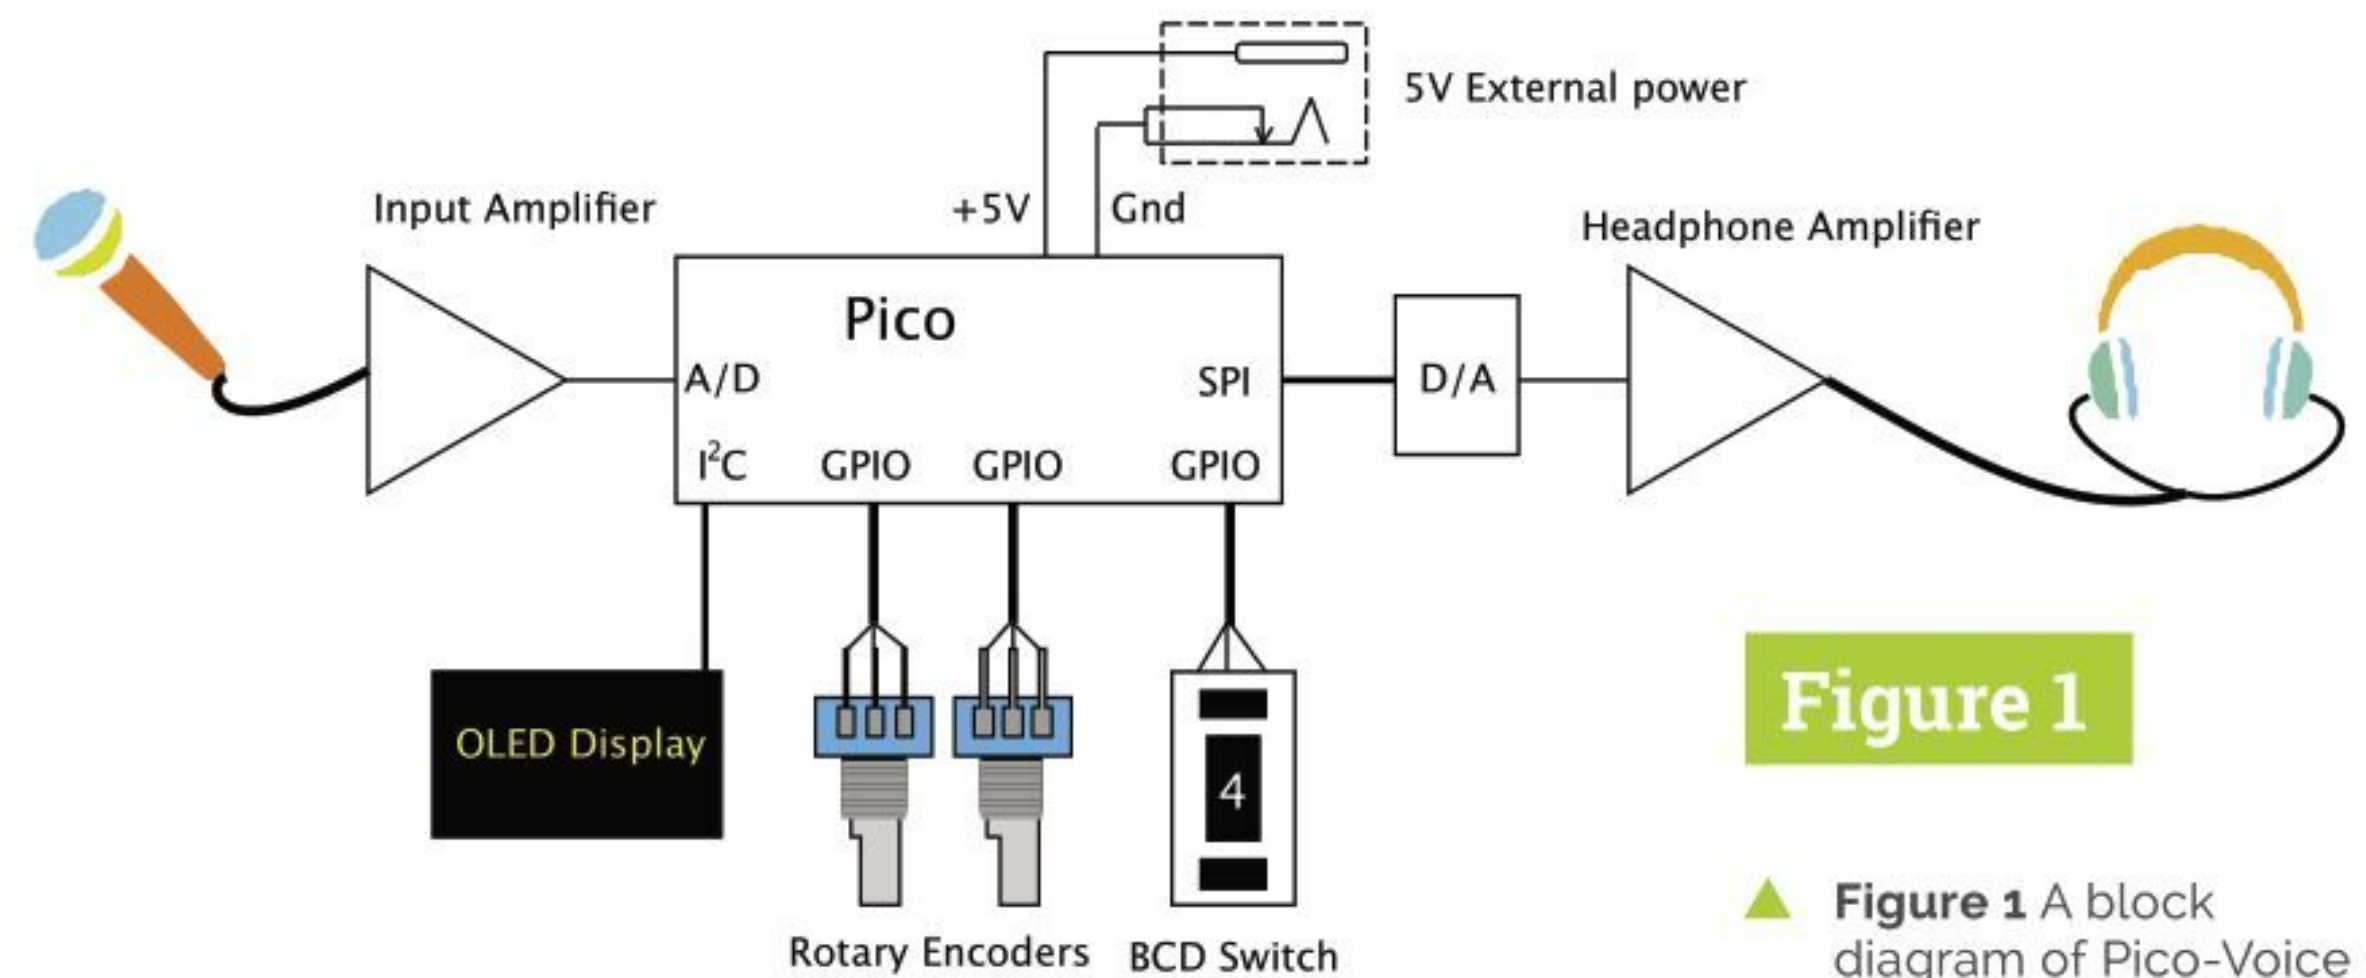 5V External power
Input Amplifier
+5V
Gnd
Headphone Amplifier
Pico
A/D
SPI
D/A
I²C
GPIO
GPIO
GPIO
OLED Display
4
Rotary Encoders
BCD Switch
Figure 1
Figure 1 A block
diagram of Pico-Voice